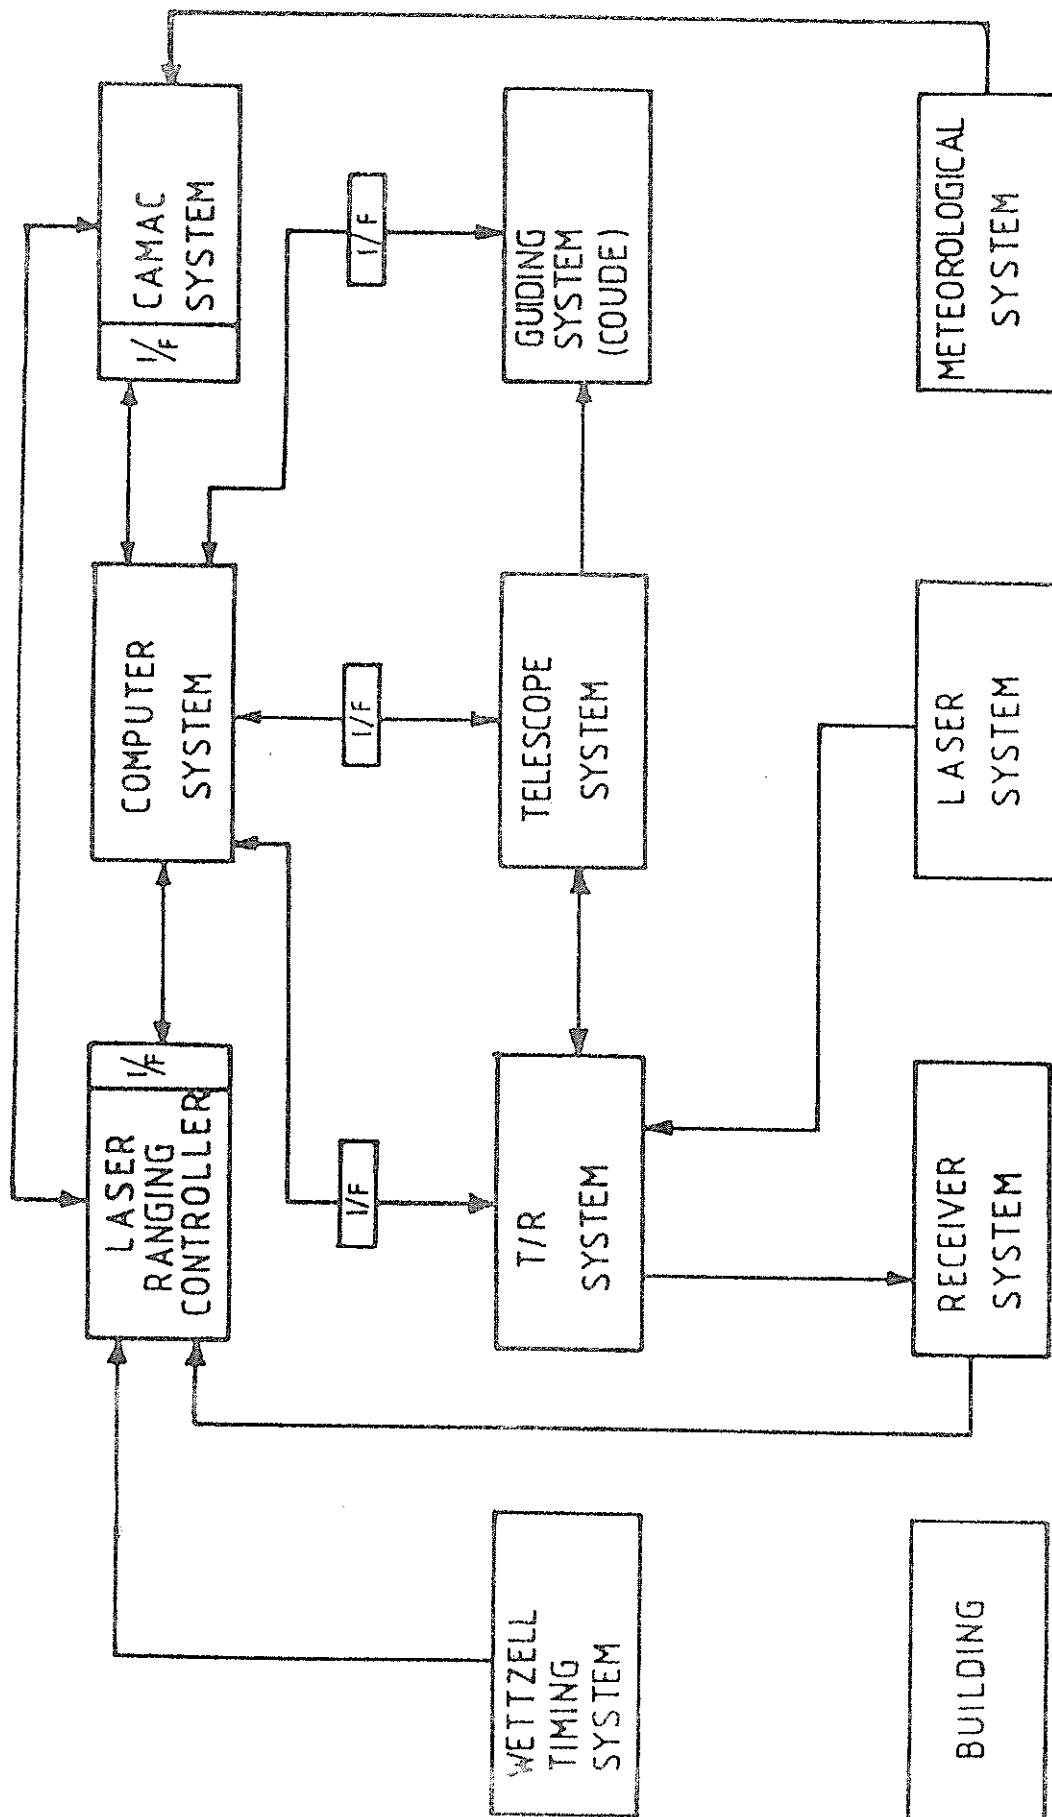 LASER
RANGING
CONTROLLER
I/F
COMPUTER
SYSTEM
I/F
CAMAC
SYSTEM
I/F
I/F
I/F
WETTZELL
TIMING
SYSTEM
T/R
SYSTEM
TELESCOPE
SYSTEM
GUIDING
SYSTEM
(COUDE)
BUILDING
RECEIVER
SYSTEM
LASER
SYSTEM
METEOROLOGICAL
SYSTEM